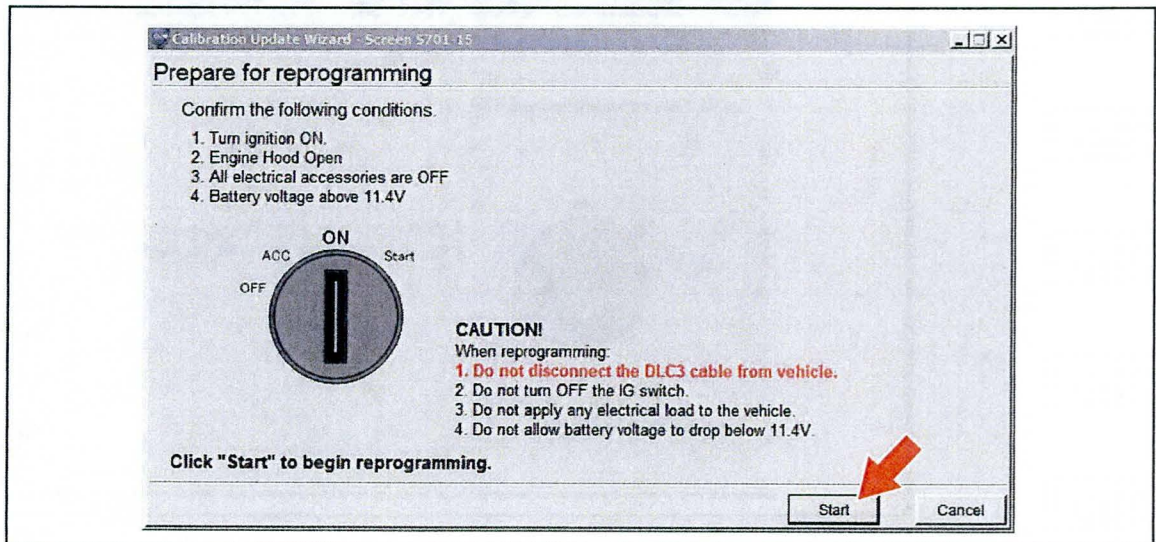 Calibration Update Wizard - Screen S701-15
Prepare for reprogramming
Confirm the following conditions.
1. Turn ignition ON.
2. Engine Hood Open
3. All electrical accessories are OFF
4. Battery voltage above 11.4V
ON
ACC
Start
OFF
CAUTION!
When reprogramming:
1. Do not disconnect the DLC3 cable from vehicle.
2. Do not turn OFF the IG switch.
3. Do not apply any electrical load to the vehicle.
4. Do not allow battery voltage to drop below 11.4V.
Click "Start" to begin reprogramming.
Start
Cancel